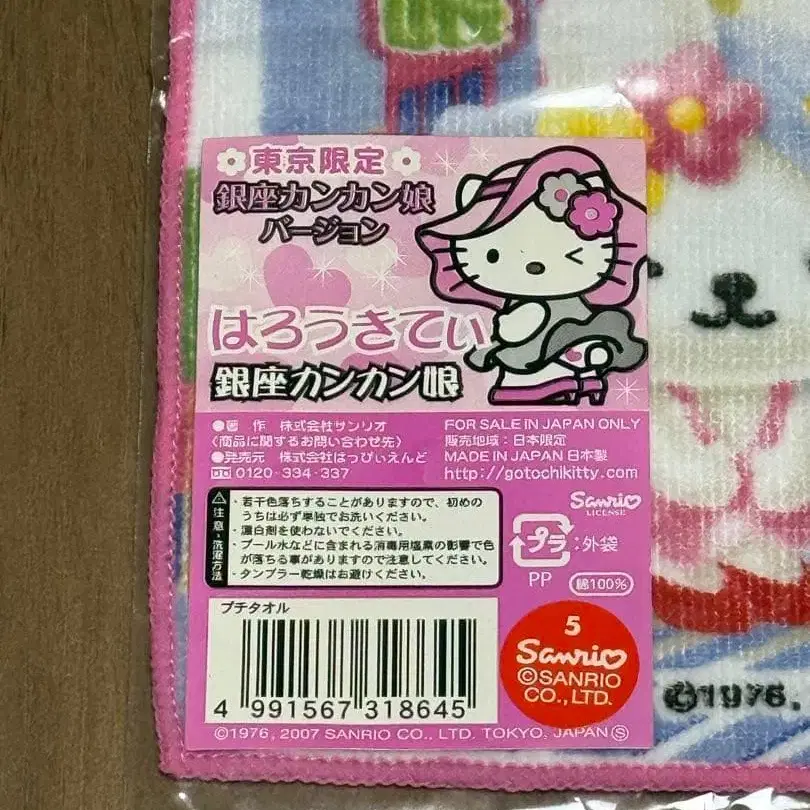 東京限定
銀座カンカン娘
バージョン
はろうきてぃ
銀座カンカン娘
●著 作 株式会社サンリオ
〈商品に関するお問い合わせ先〉
●発売元 株式会社はっぴぃえんど
0120-334-337
FOR SALE IN JAPAN ONLY
販売地域:日本限定
MADE IN JAPAN 日本製
http://gotochikitty.com
⚠注意・洗濯方法
・若干色落ちすることがありますので、初めの
うちは必ず単独でお洗いください。
・漂白剤を使わないでください。
・プール水などに含まれる消毒用塩素の影響で色
が落ちる事がありますので注意してください。
・タンブラー乾燥はお避けください。
Sanrio
LICENSE
プラ:外袋
PP
綿100%
プチタオル
4 991567 318645
5
Sanrio
©SANRIO
CO., LTD.
©1976, 2007 SANRIO CO., LTD. TOKYO, JAPAN Ⓢ
©1976,